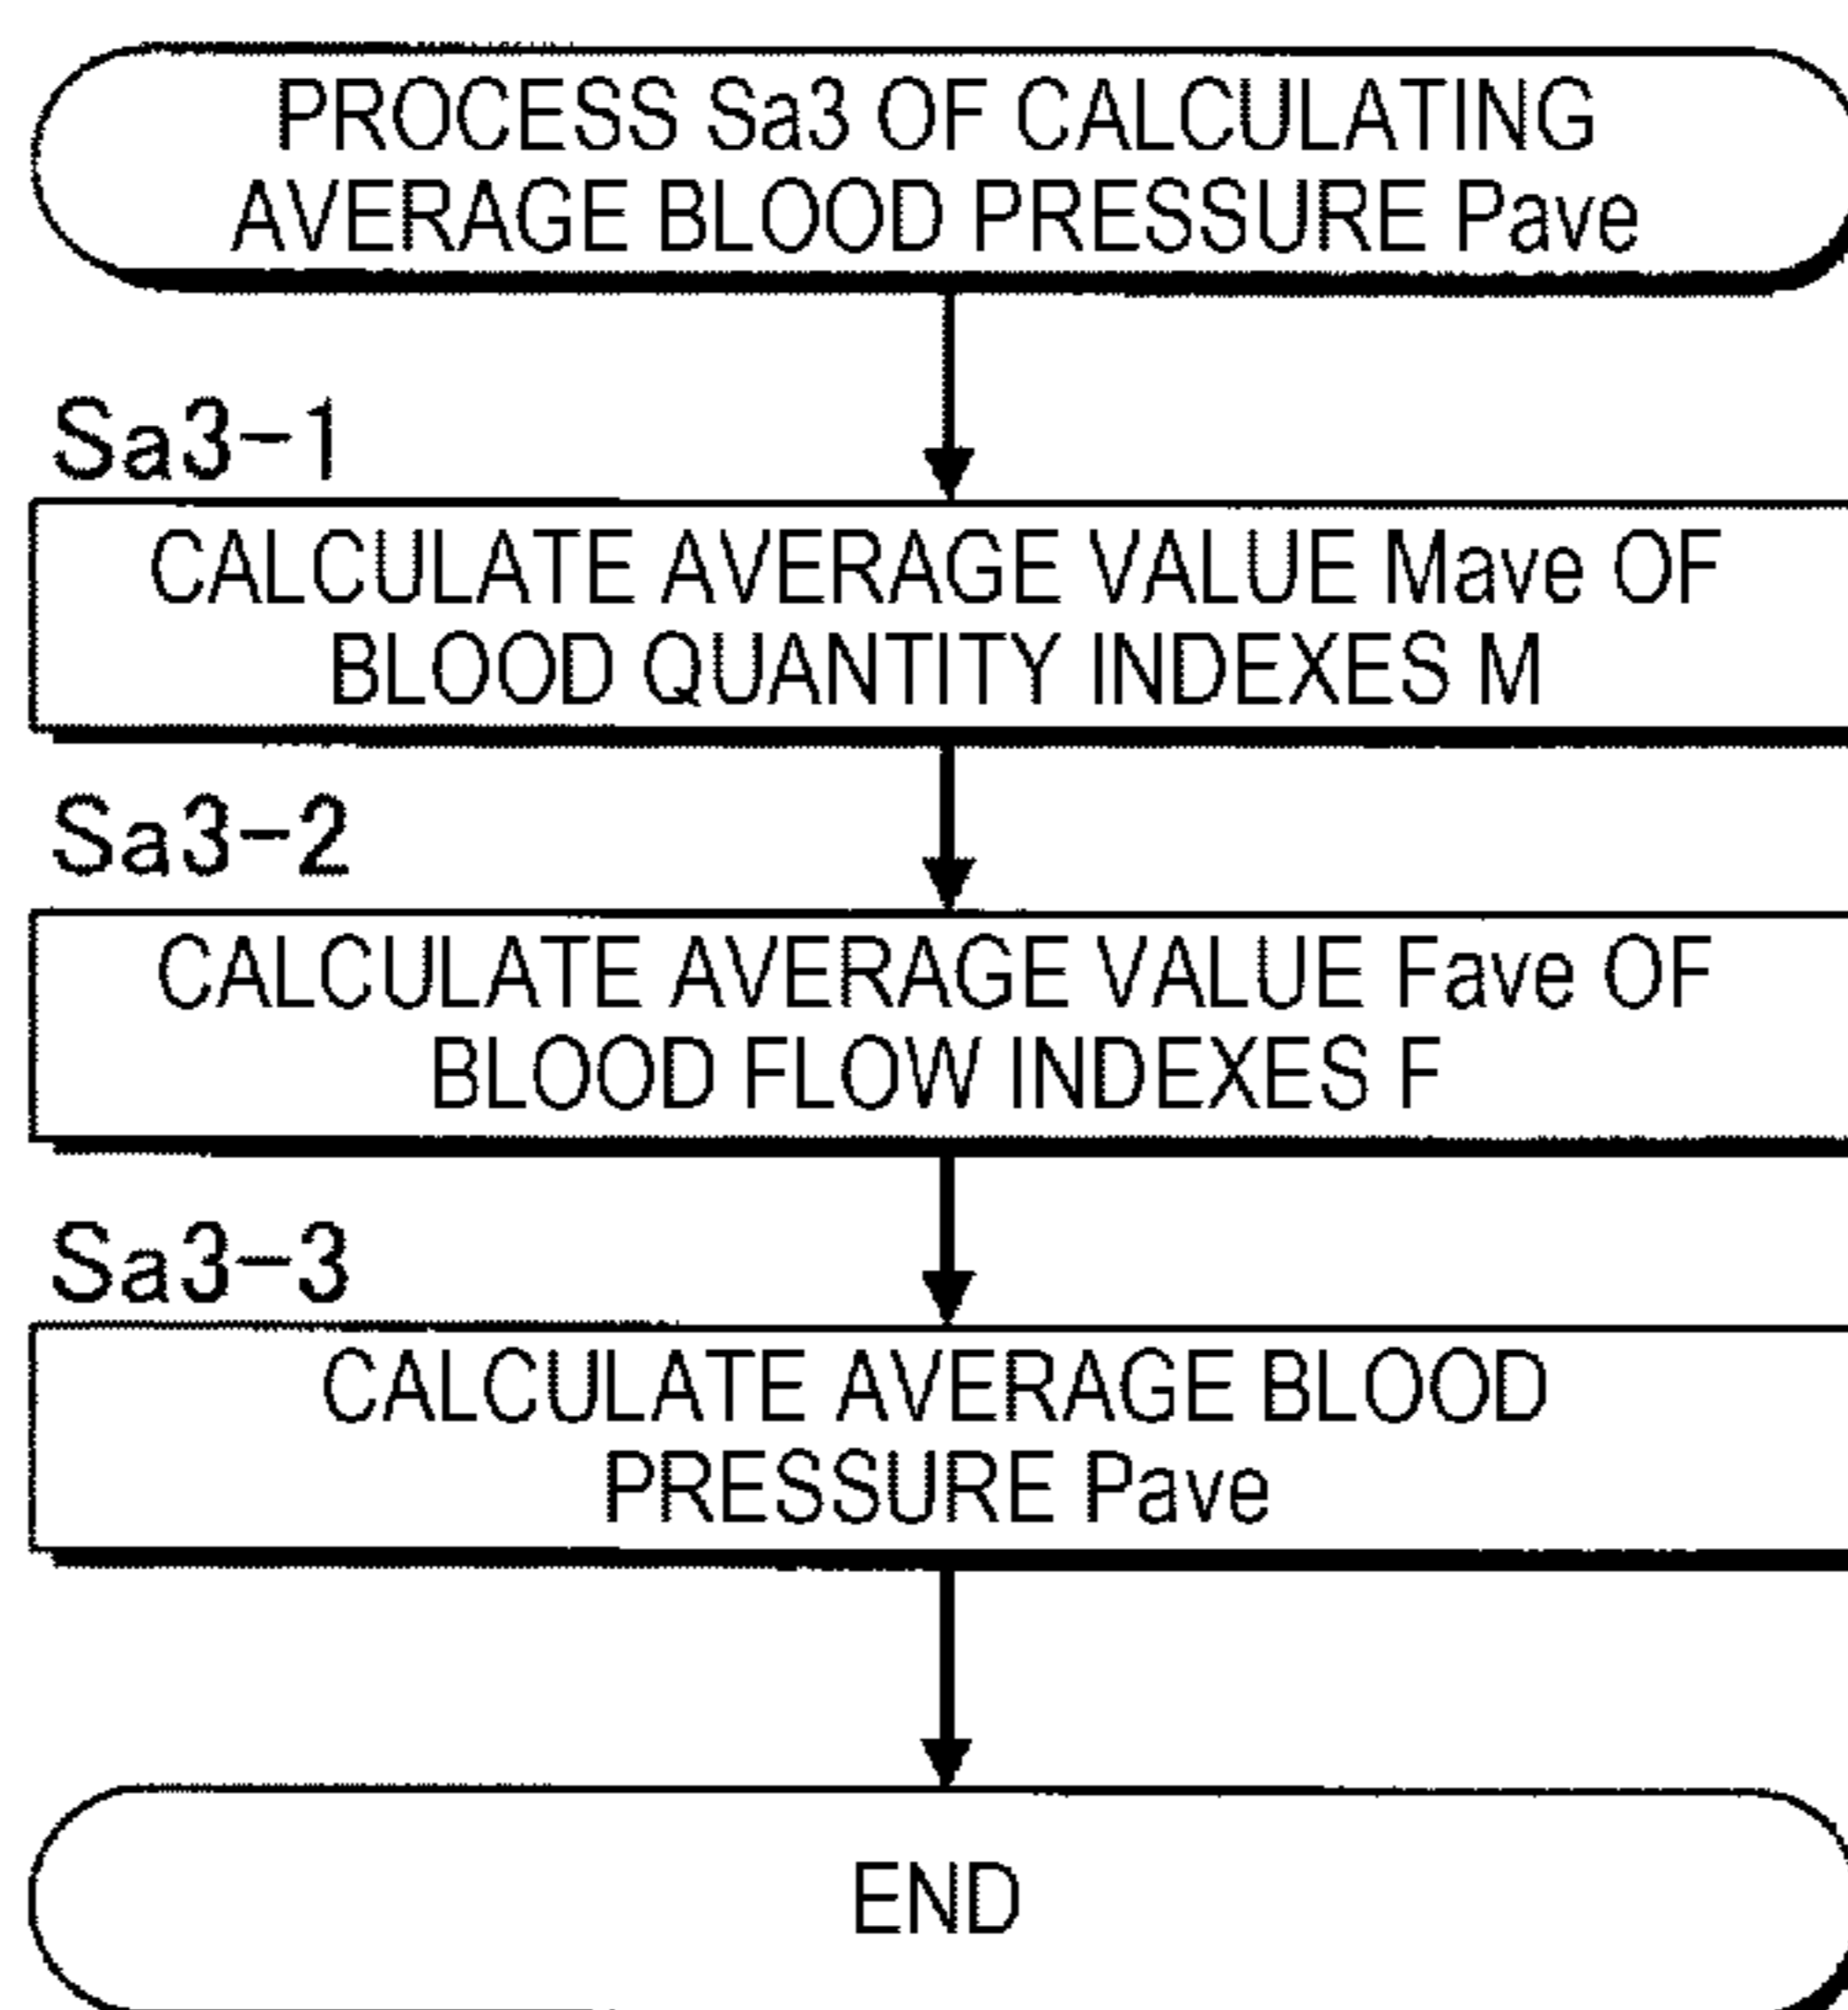 PROCESS Sa3 OF CALCULATING
AVERAGE BLOOD PRESSURE Pave
Sa3-1
CALCULATE AVERAGE VALUE Mave OF
BLOOD QUANTITY INDEXES M
Sa3-2
CALCULATE AVERAGE VALUE Fave OF
BLOOD FLOW INDEXES F
Sa3-3
CALCULATE AVERAGE BLOOD
PRESSURE Pave
END